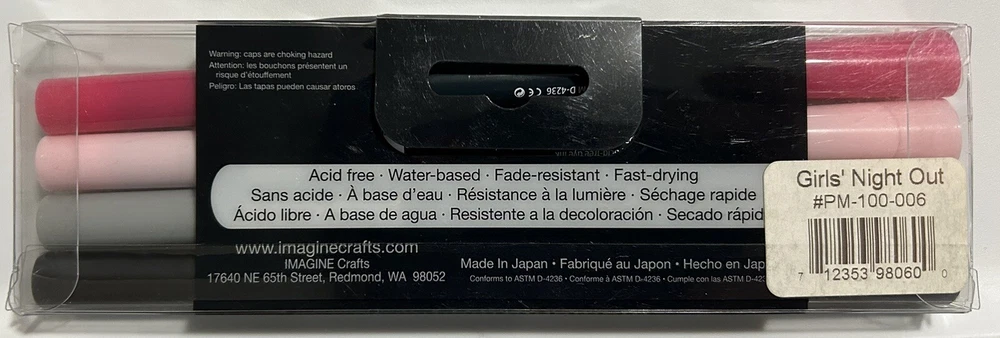 Warning: caps are choking hazard
Attention: les bouchons présentent un
risque d'étouffement
Peligro: Las tapas pueden causar atoros
D-4236 CE
Acid free · Water-based · Fade-resistant · Fast-drying
Sans acide · À base d'eau · Résistance à la lumière · Séchage rapide
Ácido libre · A base de agua · Resistente a la decoloración · Secado rápid
www.imaginecrafts.com
IMAGINE Crafts
17640 NE 65th Street, Redmond, WA 98052
Made In Japan · Fabriqué au Japon · Hecho en Jap
Conforms to ASTM D-4236 · Conforme à ASTM D-4236 · Cumple con las ASTM D-423
Girls' Night Out
#PM-100-006
7 12353 98060 0